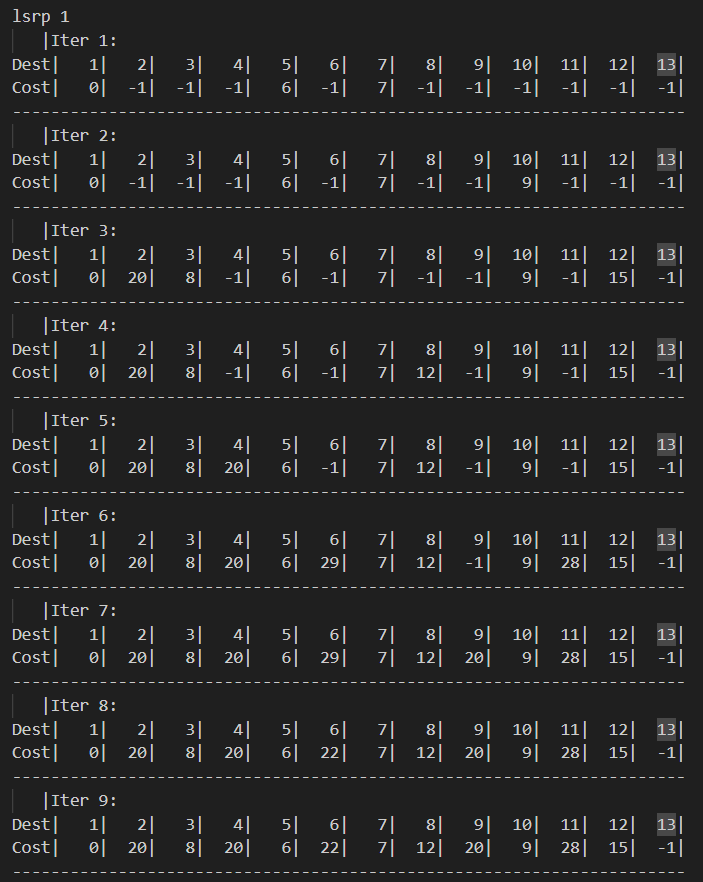 lsrp 1
|   |Iter 1:
Dest|   1|   2|   3|   4|   5|   6|   7|   8|   9|  10|  11|  12|  13|
Cost|   0|  -1|  -1|  -1|   6|  -1|   7|  -1|  -1|  -1|  -1|  -1|  -1|
----------------------------------------------------------------------
|   |Iter 2:
Dest|   1|   2|   3|   4|   5|   6|   7|   8|   9|  10|  11|  12|  13|
Cost|   0|  -1|  -1|  -1|   6|  -1|   7|  -1|  -1|   9|  -1|  -1|  -1|
----------------------------------------------------------------------
|   |Iter 3:
Dest|   1|   2|   3|   4|   5|   6|   7|   8|   9|  10|  11|  12|  13|
Cost|   0|  20|   8|  -1|   6|  -1|   7|  -1|  -1|   9|  -1|  15|  -1|
----------------------------------------------------------------------
|   |Iter 4:
Dest|   1|   2|   3|   4|   5|   6|   7|   8|   9|  10|  11|  12|  13|
Cost|   0|  20|   8|  -1|   6|  -1|   7|  12|  -1|   9|  -1|  15|  -1|
----------------------------------------------------------------------
|   |Iter 5:
Dest|   1|   2|   3|   4|   5|   6|   7|   8|   9|  10|  11|  12|  13|
Cost|   0|  20|   8|  20|   6|  -1|   7|  12|  -1|   9|  -1|  15|  -1|
----------------------------------------------------------------------
|   |Iter 6:
Dest|   1|   2|   3|   4|   5|   6|   7|   8|   9|  10|  11|  12|  13|
Cost|   0|  20|   8|  20|   6|  29|   7|  12|  -1|   9|  28|  15|  -1|
----------------------------------------------------------------------
|   |Iter 7:
Dest|   1|   2|   3|   4|   5|   6|   7|   8|   9|  10|  11|  12|  13|
Cost|   0|  20|   8|  20|   6|  29|   7|  12|  20|   9|  28|  15|  -1|
----------------------------------------------------------------------
|   |Iter 8:
Dest|   1|   2|   3|   4|   5|   6|   7|   8|   9|  10|  11|  12|  13|
Cost|   0|  20|   8|  20|   6|  22|   7|  12|  20|   9|  28|  15|  -1|
----------------------------------------------------------------------
|   |Iter 9:
Dest|   1|   2|   3|   4|   5|   6|   7|   8|   9|  10|  11|  12|  13|
Cost|   0|  20|   8|  20|   6|  22|   7|  12|  20|   9|  28|  15|  -1|
----------------------------------------------------------------------